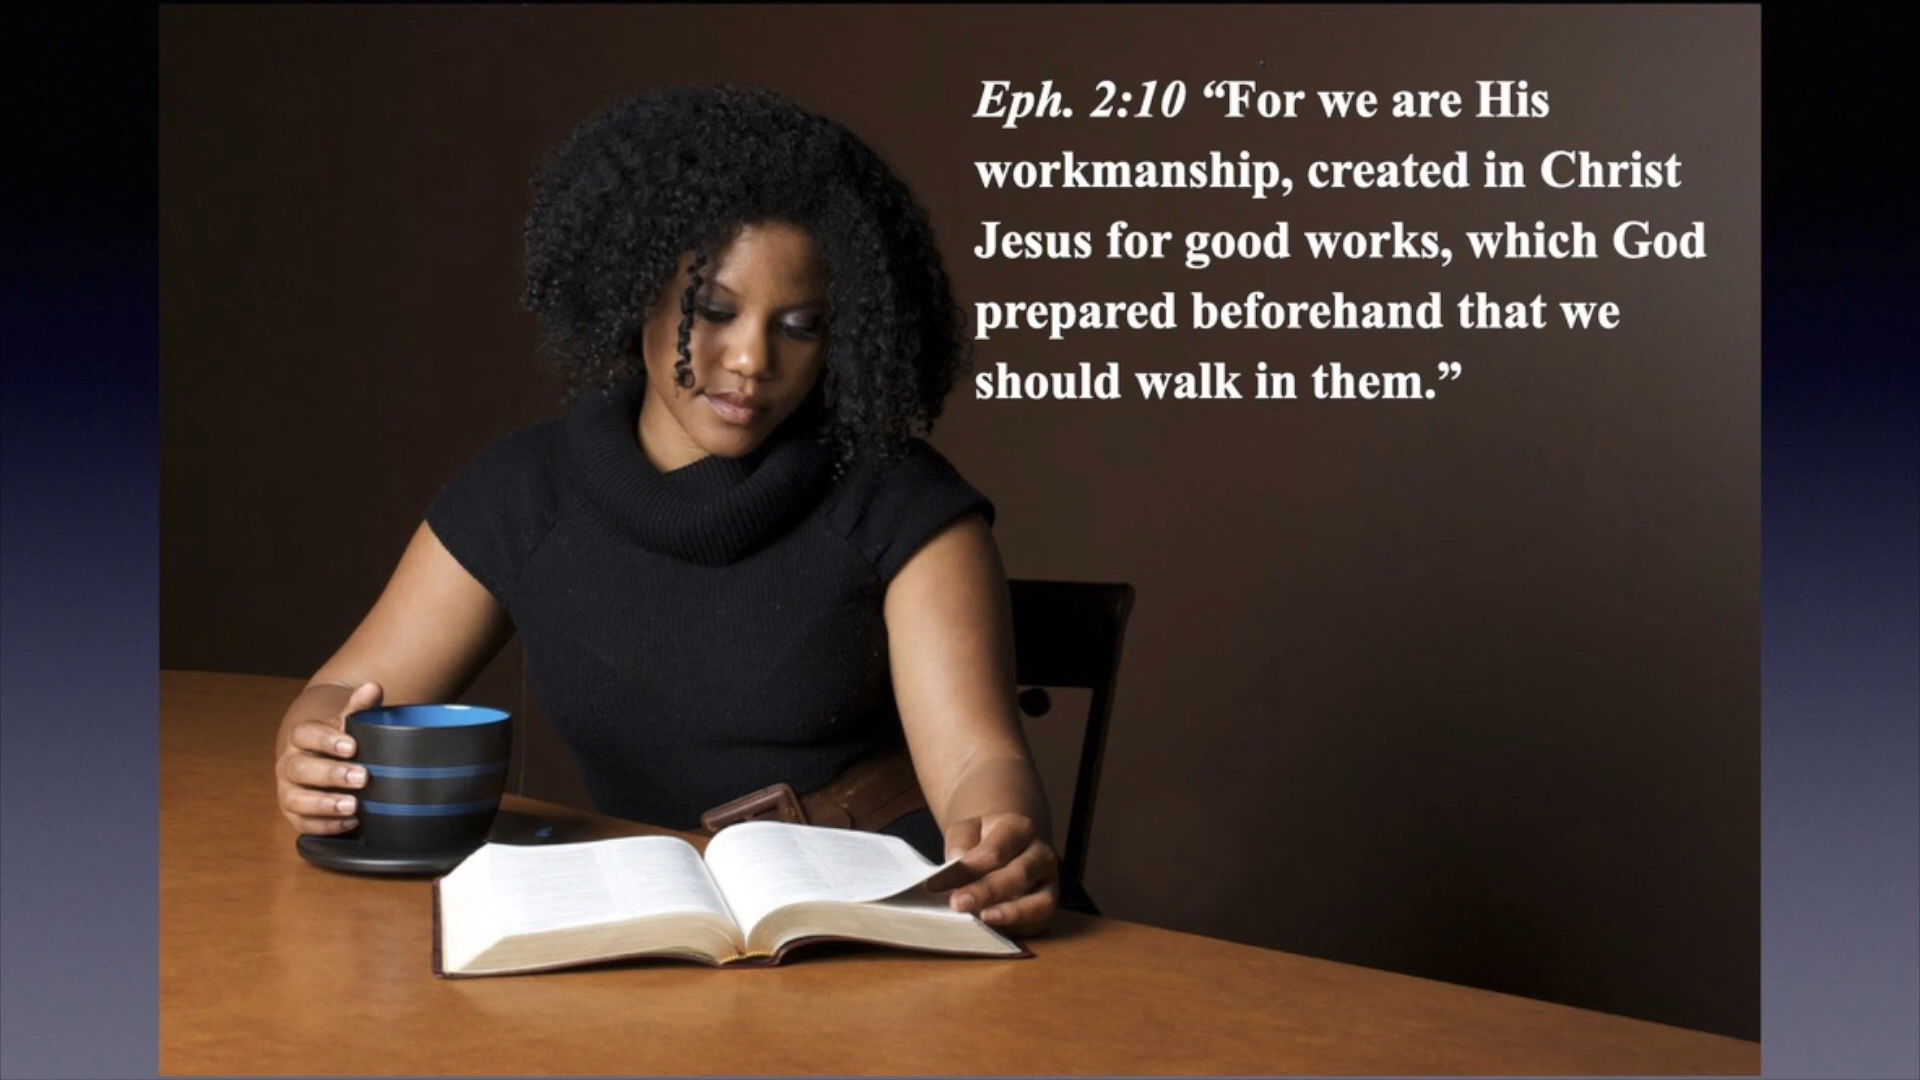 Eph. 2:10 “For we are His
workmanship, created in Christ
Jesus for good works, which God
prepared beforehand that we
should walk in them.”